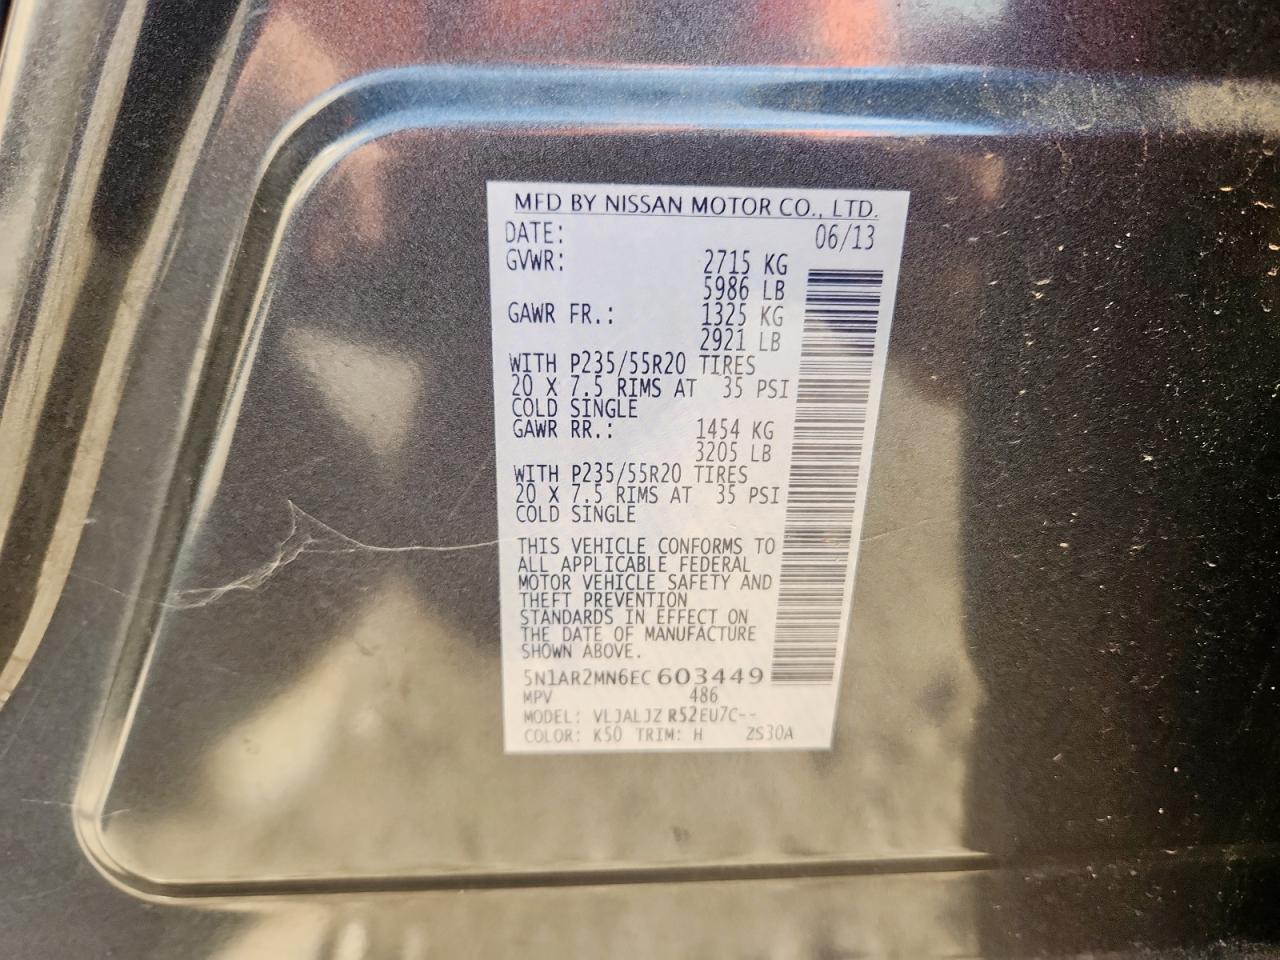 MFD BY NISSAN MOTOR CO., LTD.
DATE: 06/13
GVWR: 2715 KG
5986 LB
GAWR FR.: 1325 KG
2921 LB
WITH P235/55R20 TIRES
20 X 7.5 RIMS AT 35 PSI
COLD SINGLE
GAWR RR.: 1454 KG
3205 LB
WITH P235/55R20 TIRES
20 X 7.5 RIMS AT 35 PSI
COLD SINGLE
THIS VEHICLE CONFORMS TO
ALL APPLICABLE FEDERAL
MOTOR VEHICLE SAFETY AND
THEFT PREVENTION
STANDARDS IN EFFECT ON
THE DATE OF MANUFACTURE
SHOWN ABOVE.
5N1AR2MN6EC 603449
MPV 486
MODEL: VLJALJZ R52EU7C--
COLOR: K50 TRIM: H ZS30A